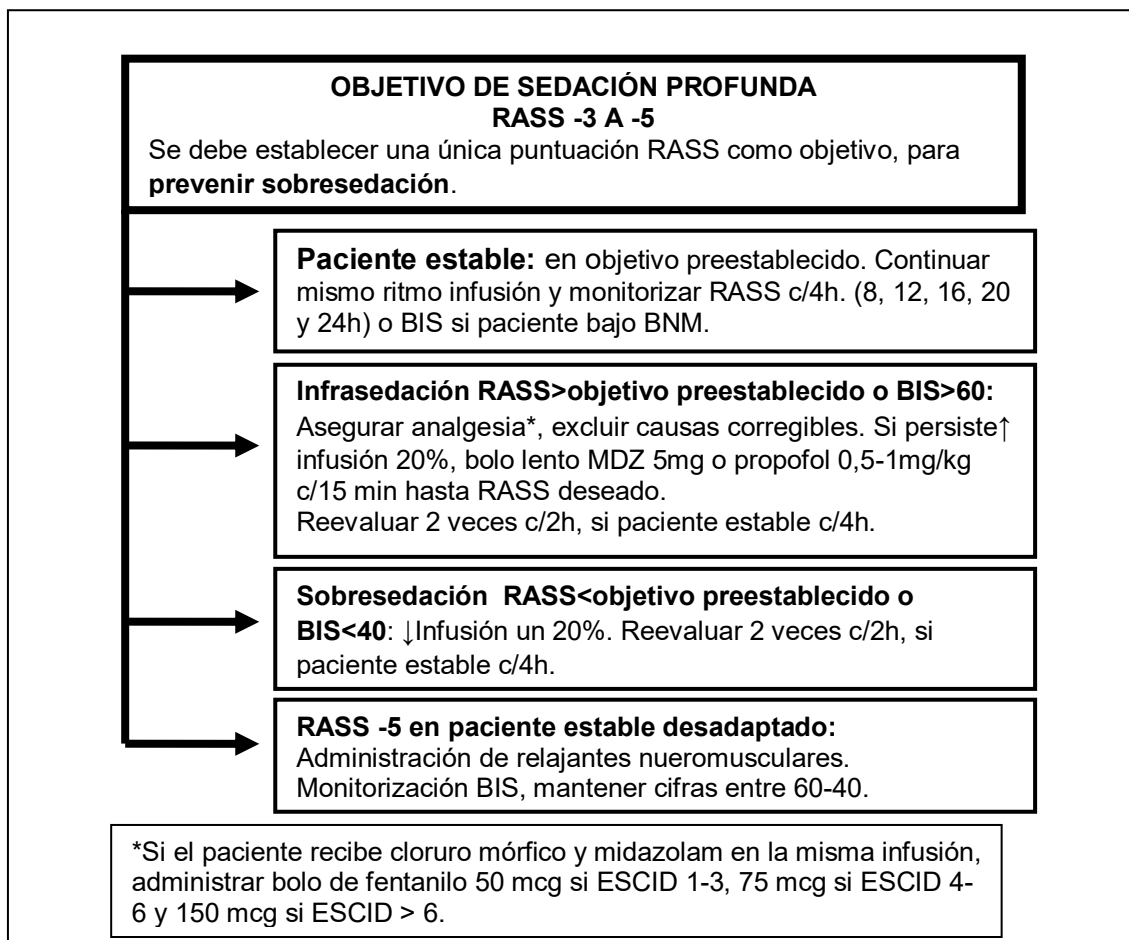 OBJETIVO DE SEDACIÓN PROFUNDA
RASS -3 A -5
Se debe establecer una única puntuación RASS como objetivo, para
prevenir sobresedación.
Paciente estable: en objetivo preestablecido. Continuar
mismo ritmo infusión y monitorizar RASS c/4h. (8, 12, 16, 20
y 24h) o BIS si paciente bajo BNM.
Infrasedación RASS>objetivo preestablecido o BIS>60:
Asegurar analgesia*, excluir causas corregibles. Si persiste↑
infusión 20%, bolo lento MDZ 5mg o propofol 0,5-1mg/kg
c/15 min hasta RASS deseado.
Reevaluar 2 veces c/2h, si paciente estable c/4h.
Sobresedación RASS<objetivo preestablecido o
BIS<40: ↓Infusión un 20%. Reevaluar 2 veces c/2h, si
paciente estable c/4h.
RASS -5 en paciente estable desadaptado:
Administración de relajantes nueromusculares.
Monitorización BIS, mantener cifras entre 60-40.
*Si el paciente recibe cloruro mórfico y midazolam en la misma infusión,
administrar bolo de fentanilo 50 mcg si ESCID 1-3, 75 mcg si ESCID 4-
6 y 150 mcg si ESCID > 6.